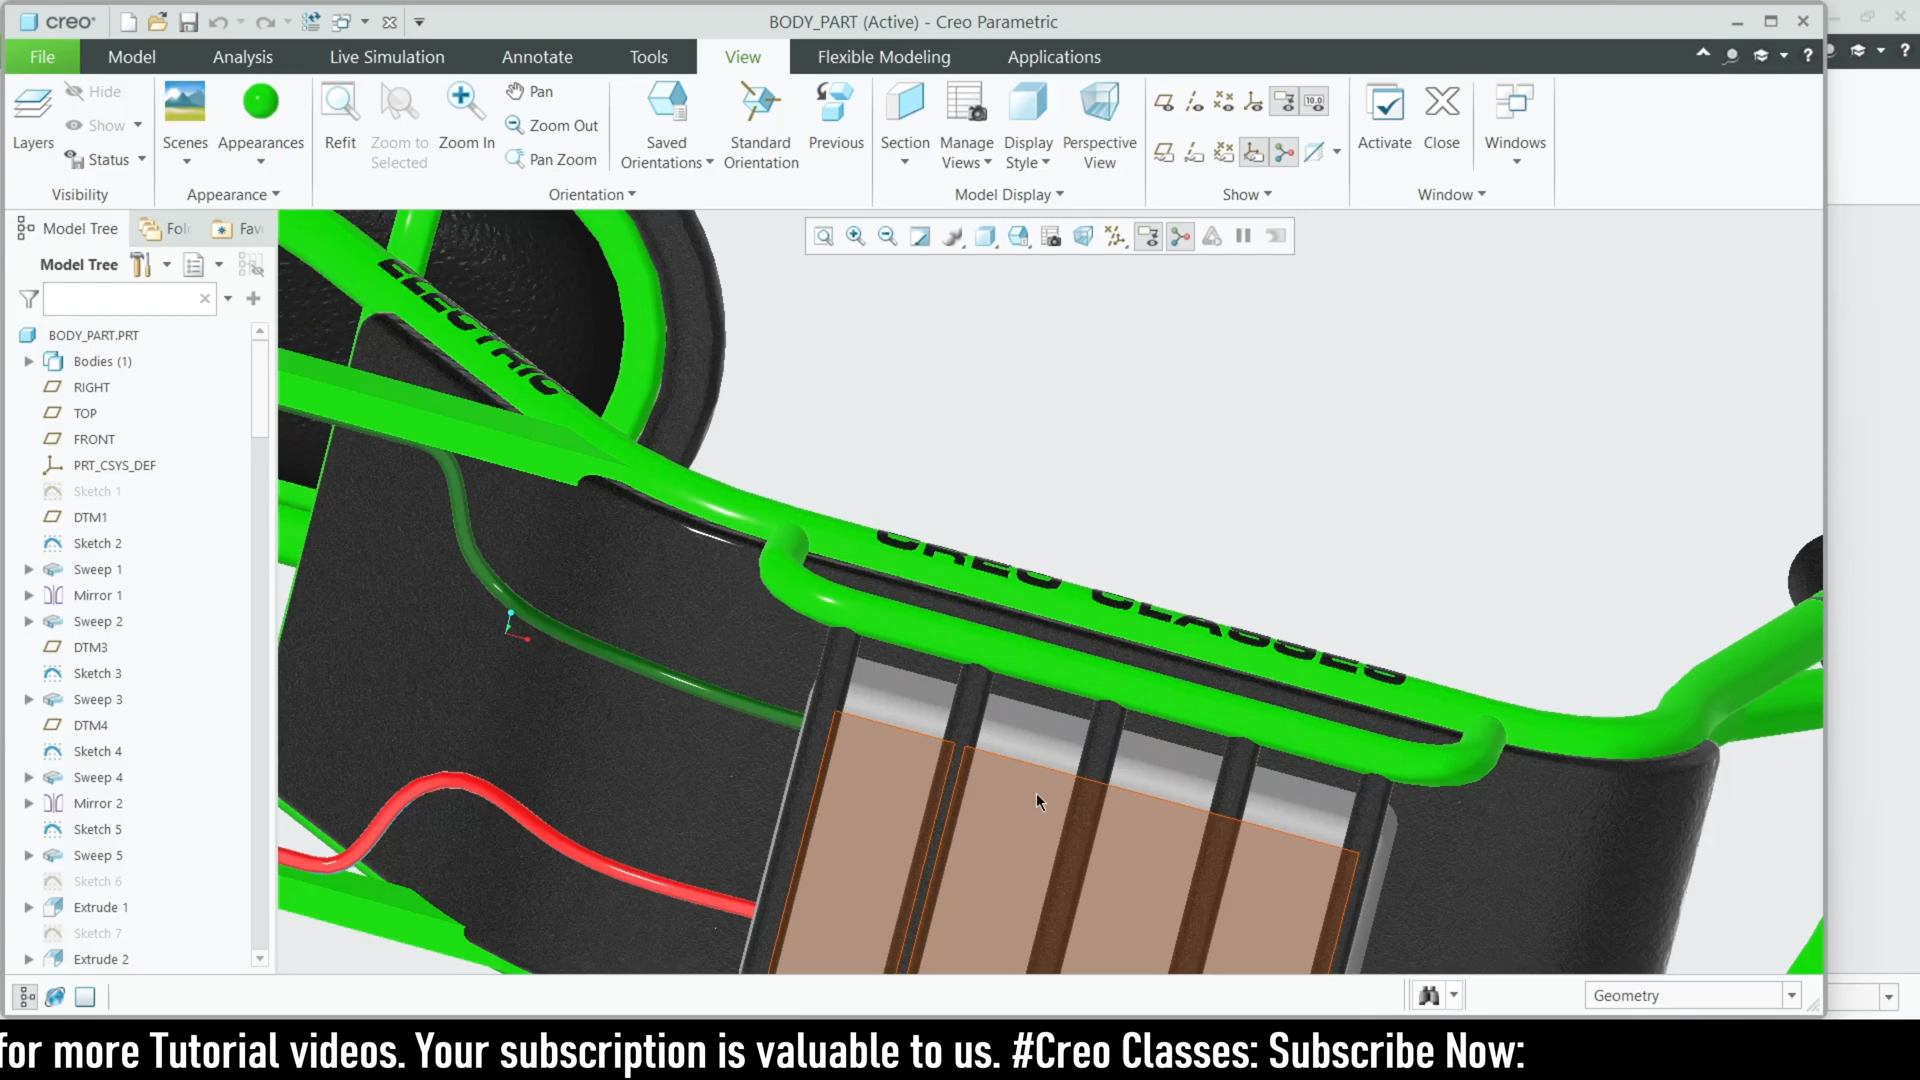 creo
BODY_PART (Active) - Creo Parametric
File
Model
Analysis
Live Simulation
Annotate
Tools
View
Flexible Modeling
Applications
Layers
Hide
Show
Status
Visibility
Scenes
Appearances
Appearance
Refit
Zoom to
Selected
Zoom In
Pan
Zoom Out
Pan Zoom
Saved
Orientations
Standard
Orientation
Previous
Orientation
Section
Manage
Views
Display
Style
Perspective
View
Model Display
10.0
Show
Activate
Close
Windows
Window
Model Tree
Fol
Fav
Model Tree
BODY_PART.PRT
Bodies (1)
RIGHT
TOP
FRONT
PRT_CSYS_DEF
Sketch 1
DTM1
Sketch 2
Sweep 1
Mirror 1
Sweep 2
DTM3
Sketch 3
Sweep 3
DTM4
Sketch 4
Sweep 4
Mirror 2
Sketch 5
Sweep 5
Sketch 6
Extrude 1
Sketch 7
Extrude 2
ELECTRIC
CREO CLASSES
Geometry
for more Tutorial videos. Your subscription is valuable to us. #Creo Classes: Subscribe Now: